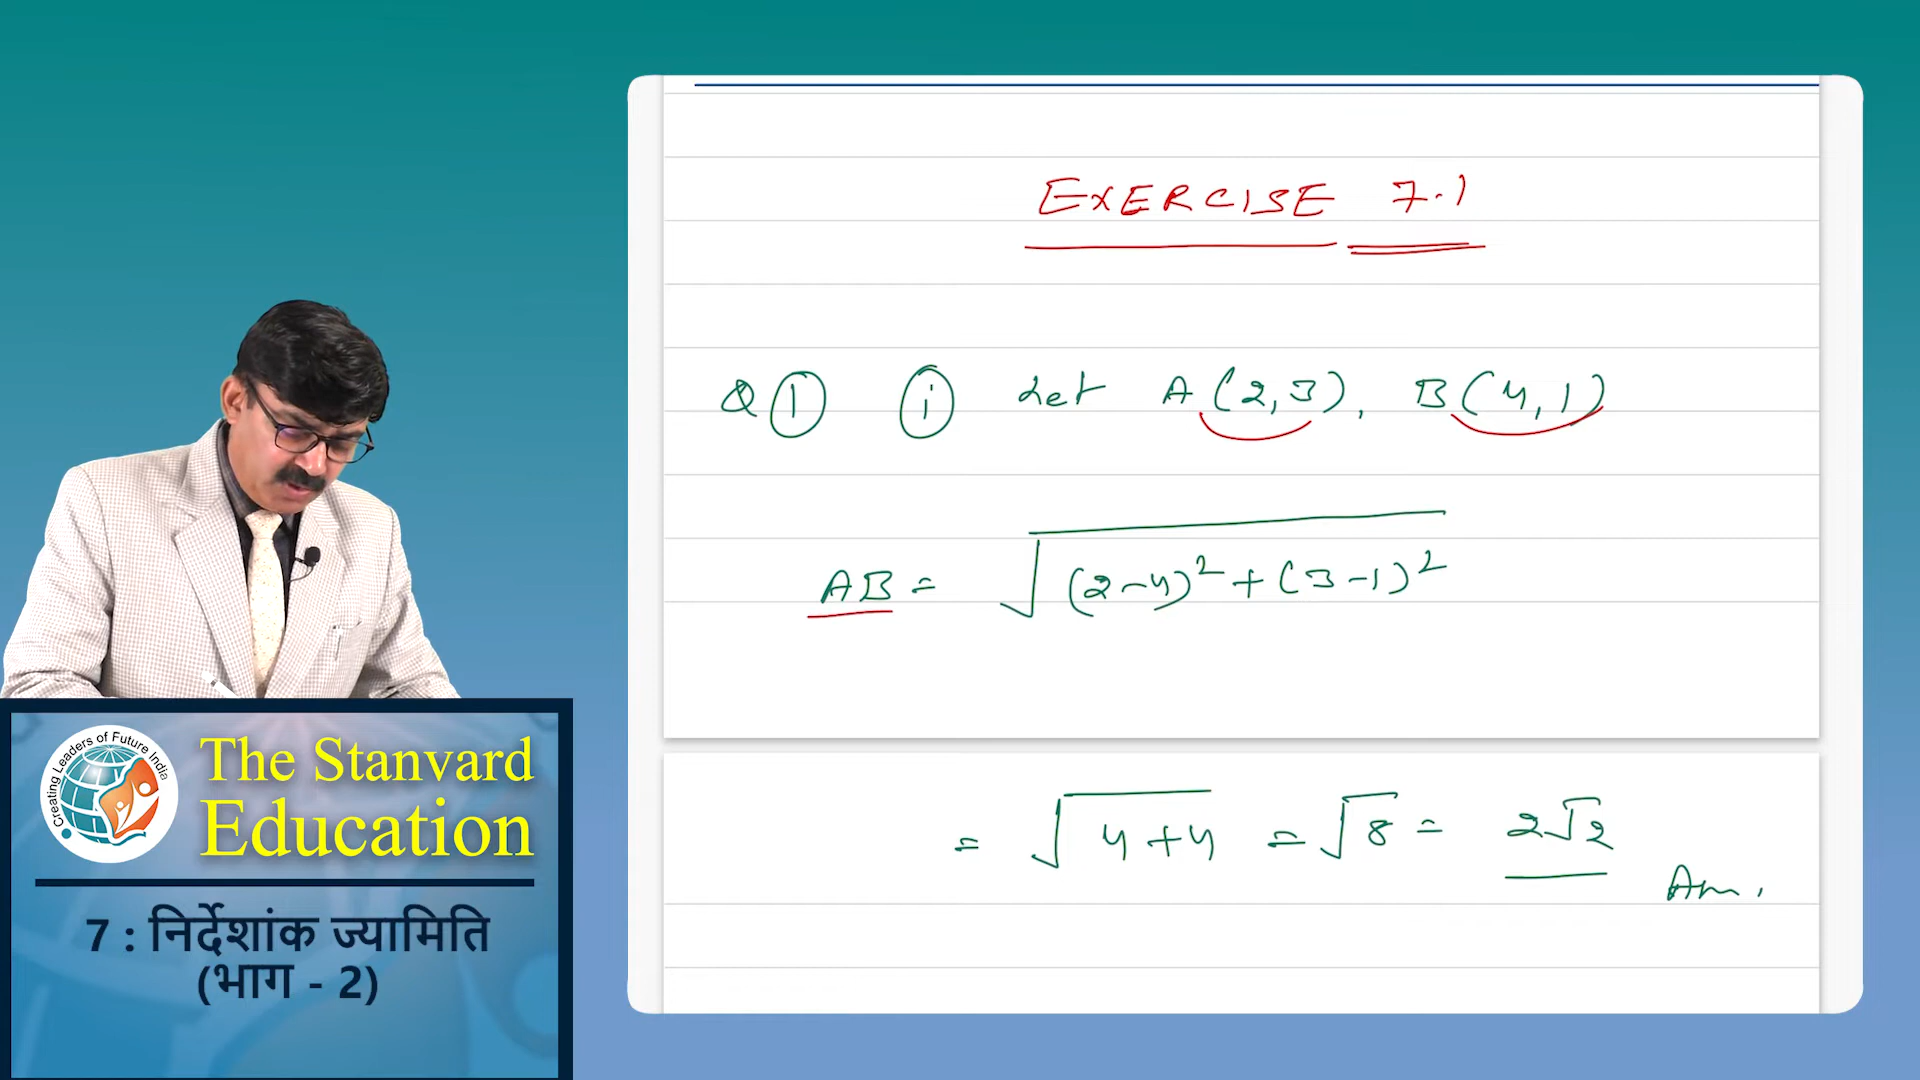 EXERCISE 7.1
Q ① ⓘ Let A (2,3), B (4,1)
AB = √((2-4)² + (3-1)²)
= √(4+4) = √8 = 2√2
Ans.
Creating Leaders of Future India
The Stanvard
Education
7 : निर्देशांक ज्यामिति
(भाग - 2)